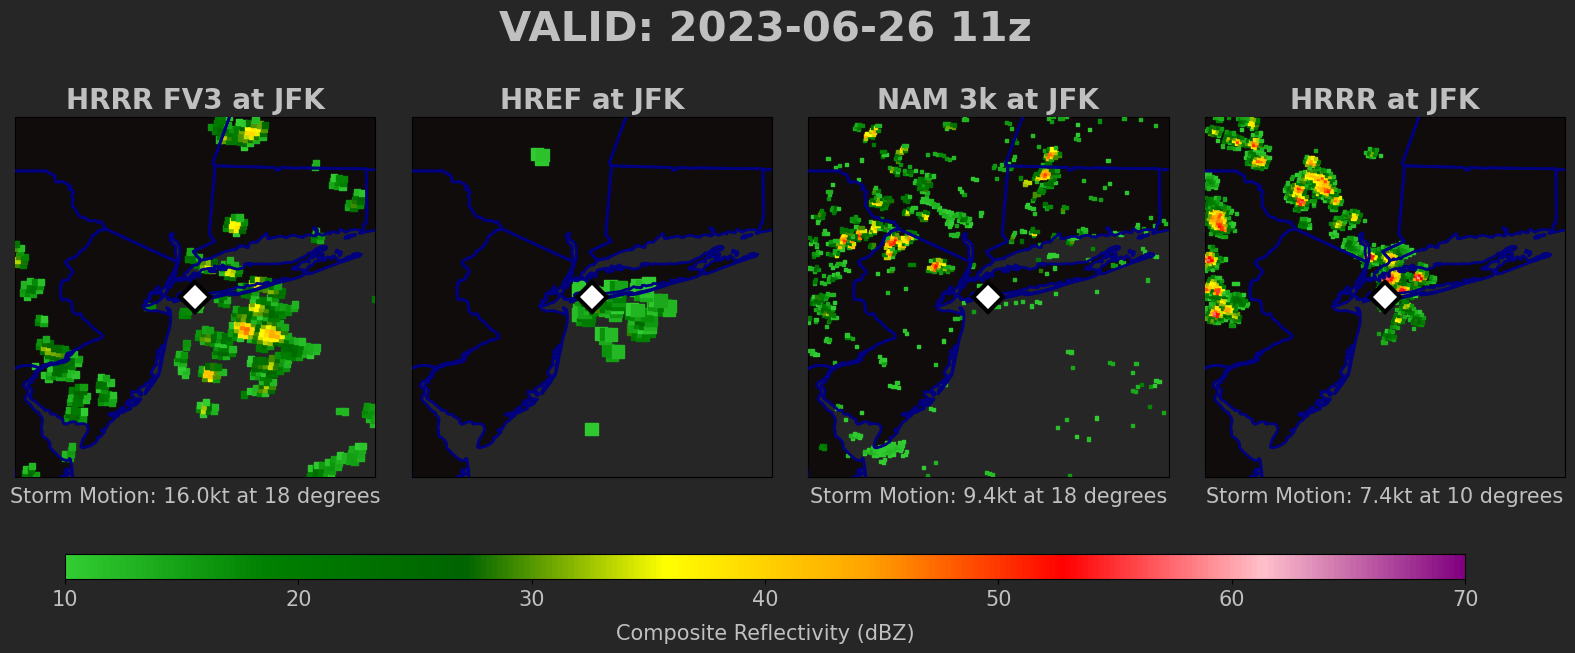 VALID: 2023-06-26 11z
HRRR FV3 at JFK
HREF at JFK
NAM 3k at JFK
HRRR at JFK
Storm Motion: 16.0kt at 18 degrees
Storm Motion: 9.4kt at 18 degrees
Storm Motion: 7.4kt at 10 degrees
10 20 30 40 50 60 70
Composite Reflectivity (dBZ)